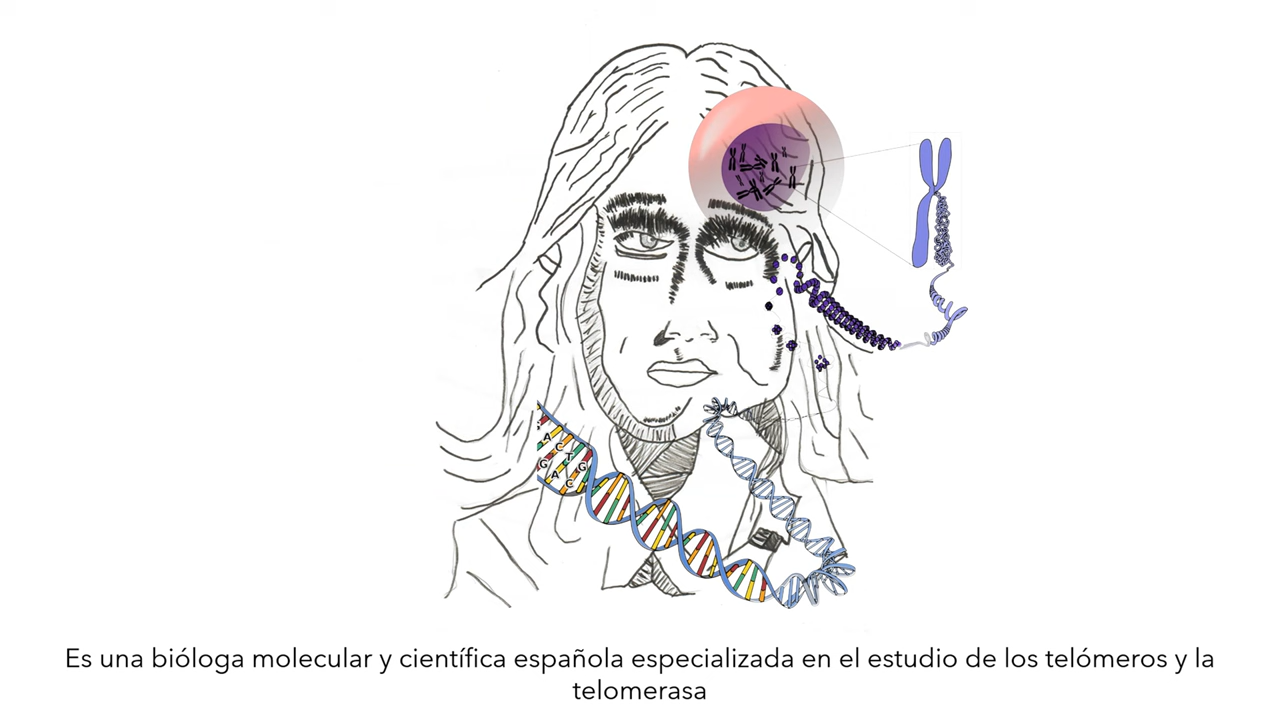 A
C
T
G
G
A
C
Es una bióloga molecular y científica española especializada en el estudio de los telómeros y la
telomerasa